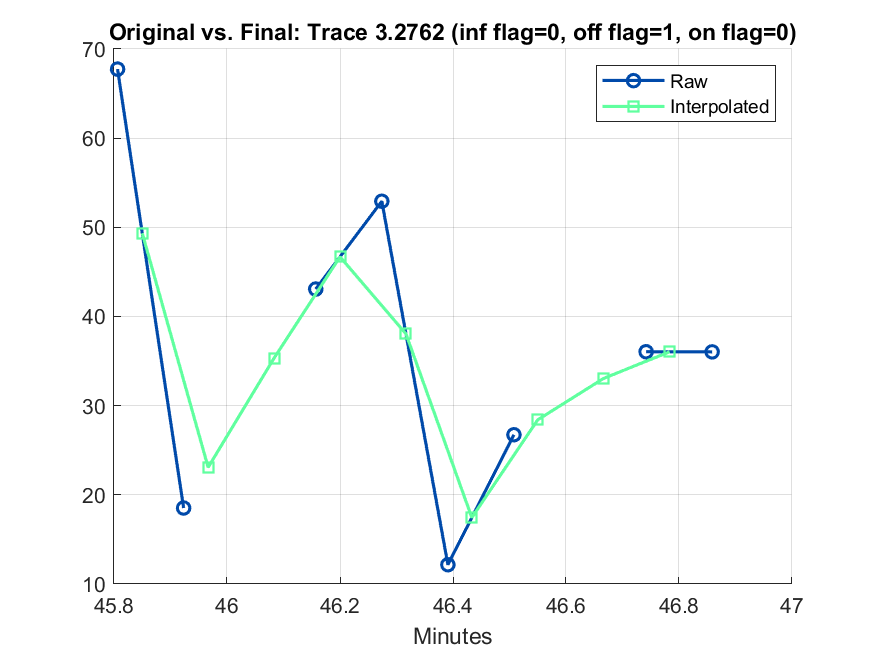 Original vs. Final: Trace 3.2762 (inf flag=0, off flag=1, on flag=0)
Raw
Interpolated
70
60
50
40
30
20
10
45.8 46 46.2 46.4 46.6 46.8 47
Minutes